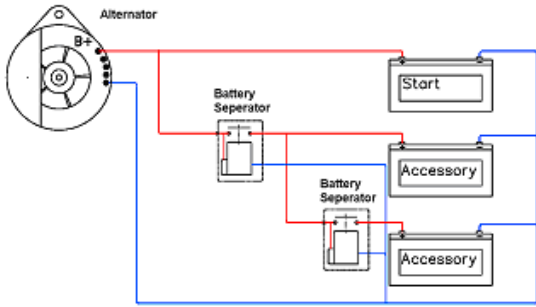 Alternator
B+
Start
Battery
Seperator
Accessory
Battery
Seperator
Accessory